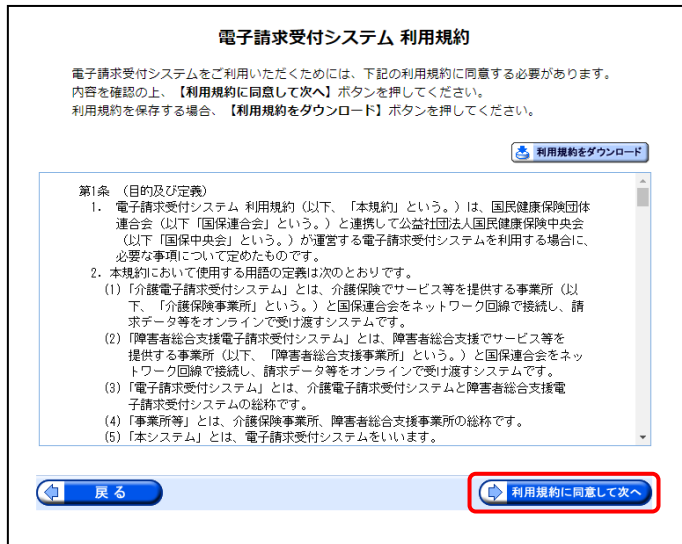 電子請求受付システム 利用規約
電子請求受付システムをご利用いただくためには、下記の利用規約に同意する必要があります。
内容を確認の上、【利用規約に同意して次へ】ボタンを押してください。
利用規約を保存する場合、【利用規約をダウンロード】ボタンを押してください。
利用規約をダウンロード
第1条 (目的及び定義)
1. 電子請求受付システム 利用規約（以下、「本規約」という。）は、国民健康保険団体
連合会（以下「国保連合会」という。）と連携して公益社団法人国民健康保険中央会
（以下「国保中央会」という。）が運営する電子請求受付システムを利用する場合に、
必要な事項について定めたものです。
2. 本規約において使用する用語の定義は次のとおりです。
(1)「介護電子請求受付システム」とは、介護保険でサービス等を提供する事業所（以
下、「介護保険事業所」という。）と国保連合会をネットワーク回線で接続し、請
求データ等をオンラインで受け渡すシステムです。
(2)「障害者総合支援電子請求受付システム」とは、障害者総合支援でサービス等を
提供する事業所（以下、「障害者総合支援事業所」という。）と国保連合会をネッ
トワーク回線で接続し、請求データ等をオンラインで受け渡すシステムです。
(3)「電子請求受付システム」とは、介護電子請求受付システムと障害者総合支援電
子請求受付システムの総称です。
(4)「事業所等」とは、介護保険事業所、障害者総合支援事業所の総称です。
(5)「本システム」とは、電子請求受付システムをいいます。
戻る
利用規約に同意して次へ